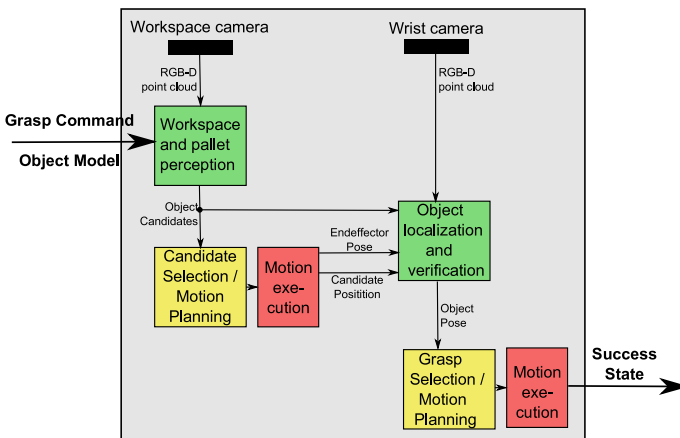 Workspace camera
Wrist camera
RGB-D
point cloud
RGB-D
point cloud
Grasp Command
Object Model
Workspace
and pallet
perception
Object
Candidates
Object
localization
and
verification
Endeffector
Pose
Candidate
Positition
Candidate
Selection /
Motion
Planning
Motion
exe-
cution
Object
Pose
Grasp
Selection /
Motion
Planning
Motion
exe-
cution
Success
State